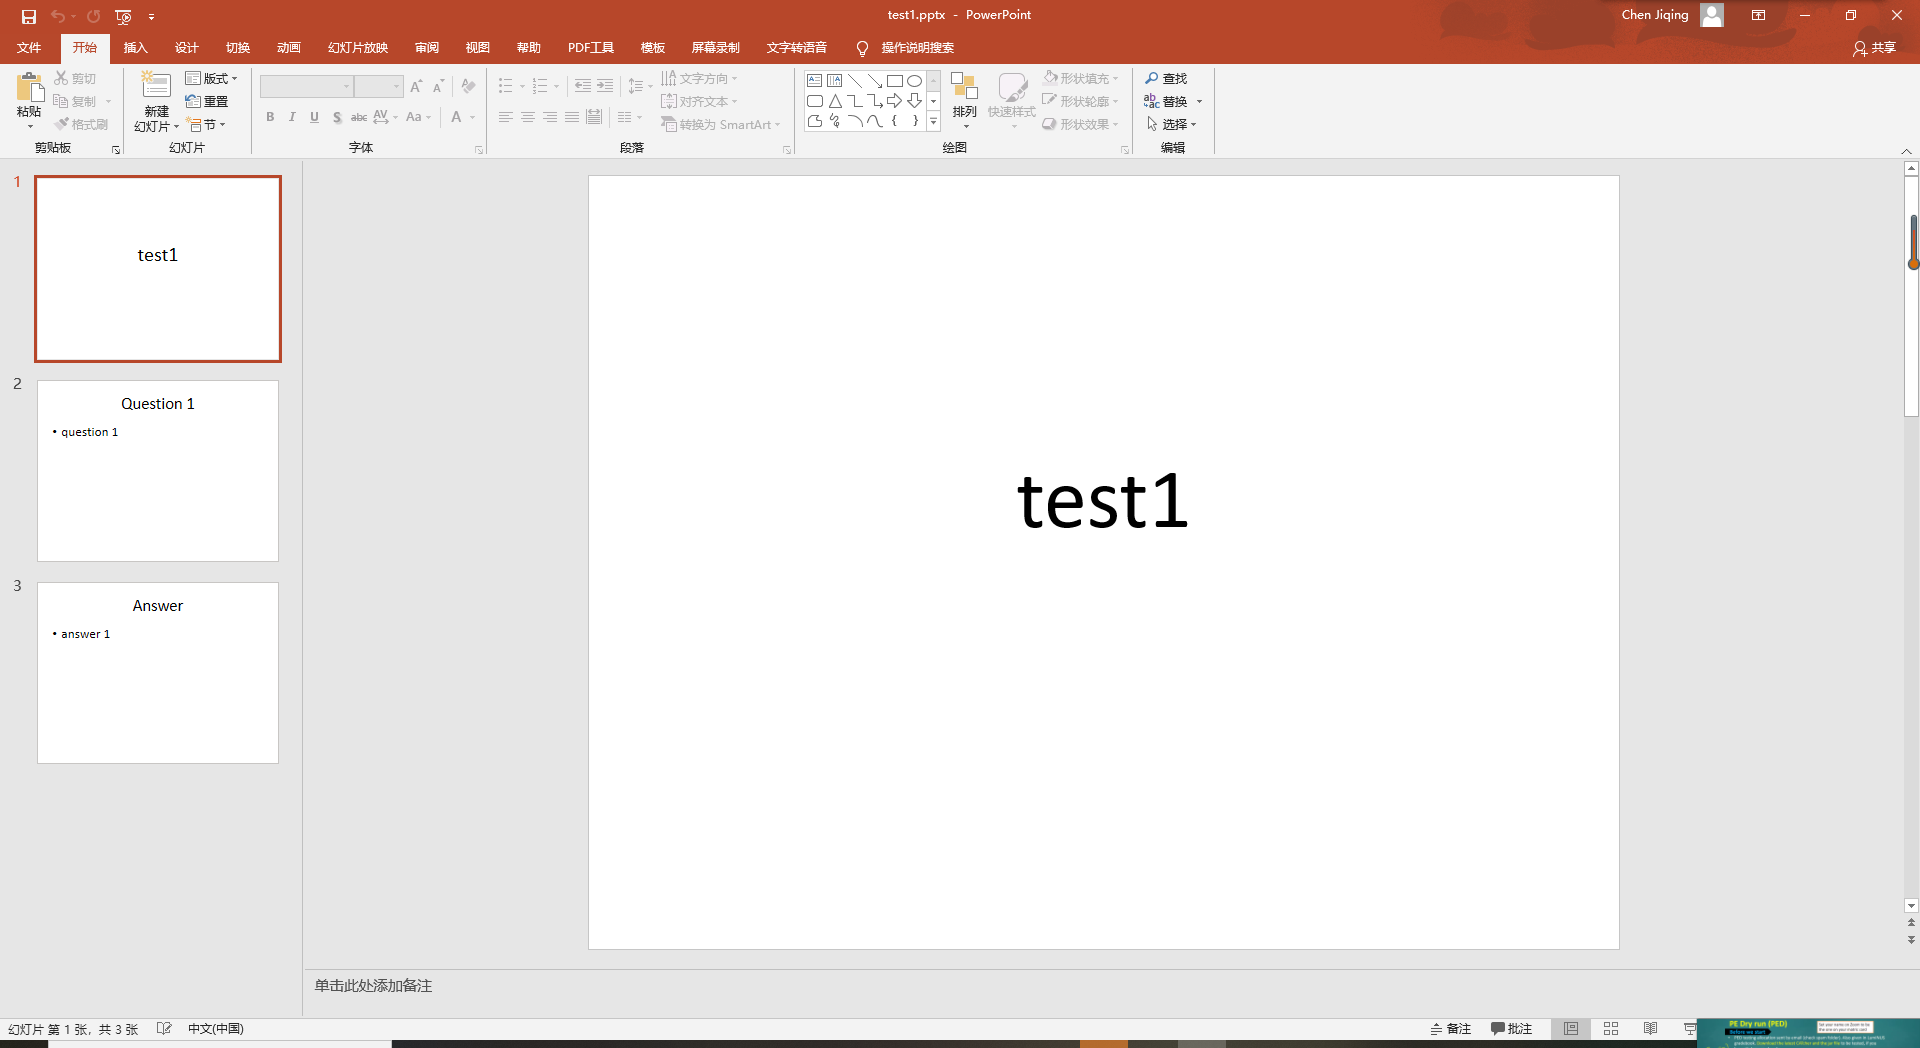 test1.pptx - PowerPoint
Chen Jiqing
文件 开始 插入 设计 切换 动画 幻灯片放映 审阅 视图 帮助 PDF工具 模板 屏幕录制 文字转语音 操作说明搜索 共享
粘贴
剪切
复制
格式刷
剪贴板
新建
幻灯片
版式
重置
节
幻灯片
B I U S abc AV Aa A
字体
文字方向
对齐文本
转换为 SmartArt
段落
排列
快速样式
形状填充
形状轮廓
形状效果
绘图
查找
替换
选择
编辑
1
test1
2
Question 1
• question 1
3
Answer
• answer 1
test1
单击此处添加备注
幻灯片 第 1 张，共 3 张 中文(中国)
备注 批注
PE Dry run (PED)
Before we start